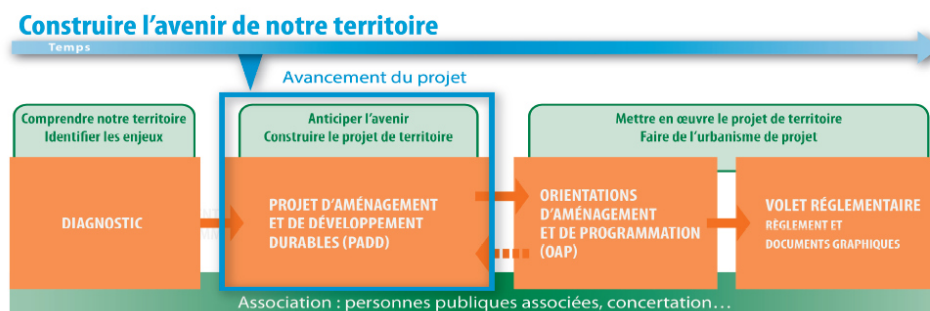 Construire l'avenir de notre territoire
Temps
Avancement du projet
Comprendre notre territoire
Identifier les enjeux
Anticiper l'avenir
Construire le projet de territoire
Mettre en œuvre le projet de territoire
Faire de l'urbanisme de projet
DIAGNOSTIC
PROJET D'AMÉNAGEMENT
ET DE DÉVELOPPEMENT
DURABLES (PADD)
ORIENTATIONS
D'AMÉNAGEMENT
ET DE PROGRAMMATION
(OAP)
VOLET RÉGLEMENTAIRE
RÈGLEMENT ET
DOCUMENTS GRAPHIQUES
Association : personnes publiques associées, concertation...